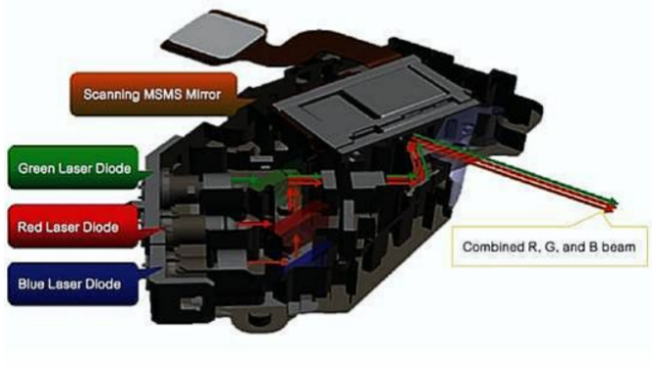 Scanning MSMS Mirror
Green Laser Diode
Red Laser Diode
Blue Laser Diode
Combined R, G, and B beam